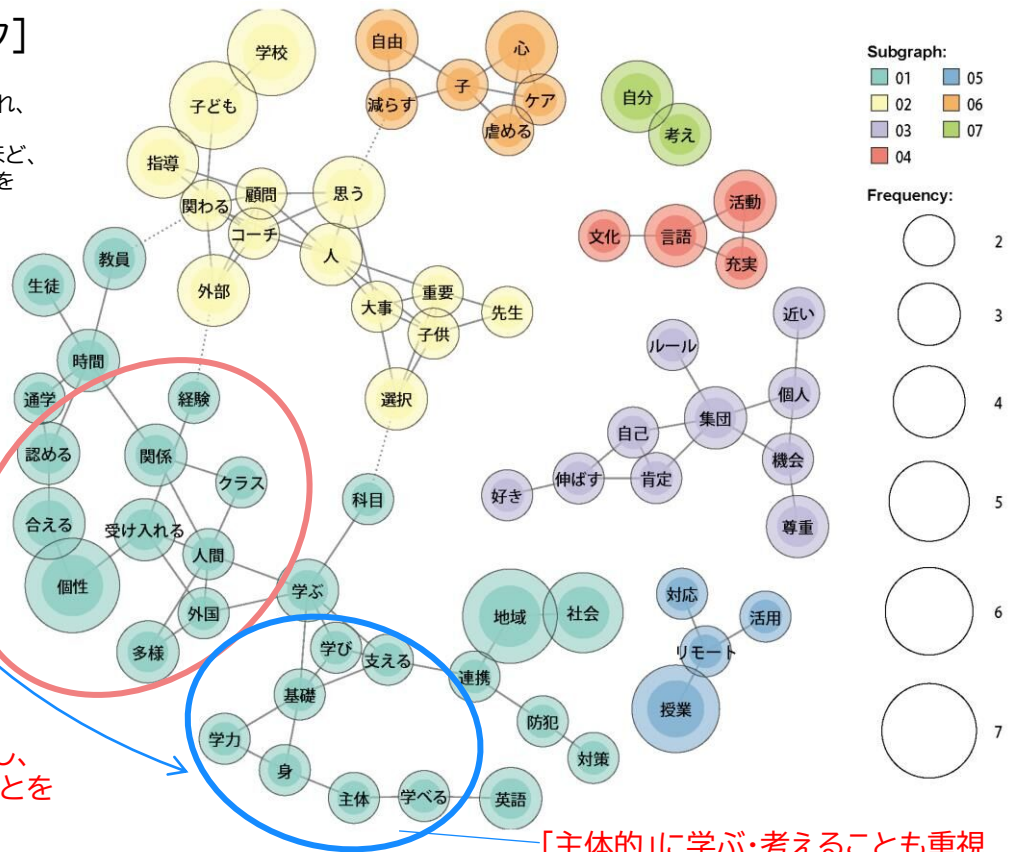 ク]
れ、
ほど、
を
学校
子ども
指導
関わる
顧問
コーチ
思う
人
外部
大事
重要
子供
先生
選択
自由
子
心
減らす
ケア
虐める
自分
考え
Subgraph:
01
02
03
04
05
06
07
Frequency:
2
3
4
5
6
7
文化
言語
活動
充実
教員
生徒
時間
通学
認める
合える
個性
経験
関係
クラス
受け入れる
人間
外国
多様
科目
学ぶ
学び
支える
基礎
学力
身
主体
学べる
英語
地域
社会
連携
防犯
対策
近い
ルール
個人
集団
自己
機会
伸ばす
肯定
好き
尊重
対応
活用
リモート
授業
し、
とを
「主体的」に学ぶ・考えることも重視